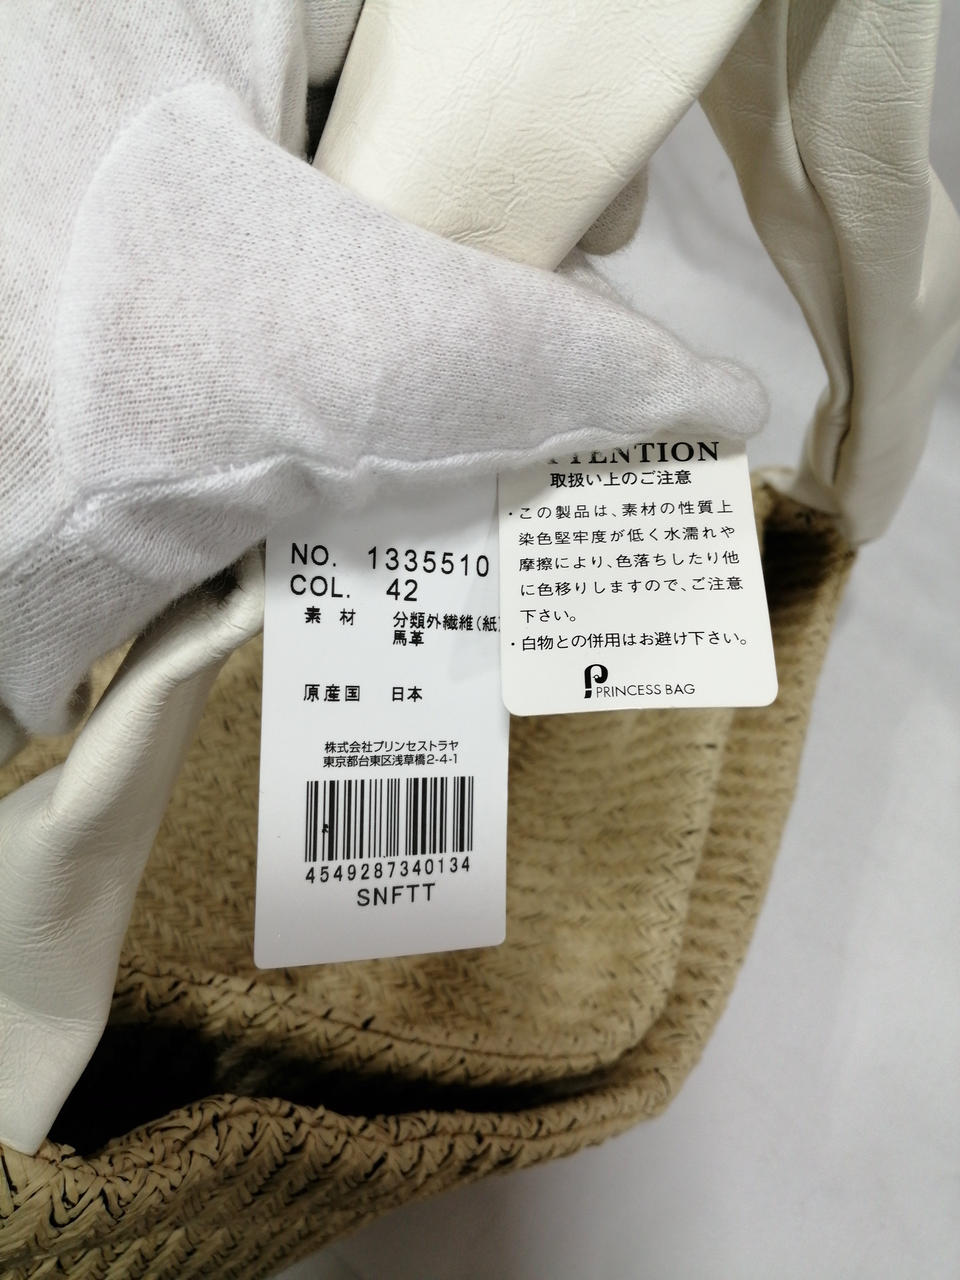 NO. 1335510
COL. 42
素 材 分類外繊維(紙)
馬革
原産国 日本
株式会社プリンセストラヤ
東京都台東区浅草橋2-4-1
4549287340134
SNFTT
ATTENTION
取扱い上のご注意
・この製品は、素材の性質上
染色堅牢度が低く水濡れや
摩擦により、色落ちしたり他
に色移りしますので、ご注意
下さい。
・白物との併用はお避け下さい。
PRINCESS BAG